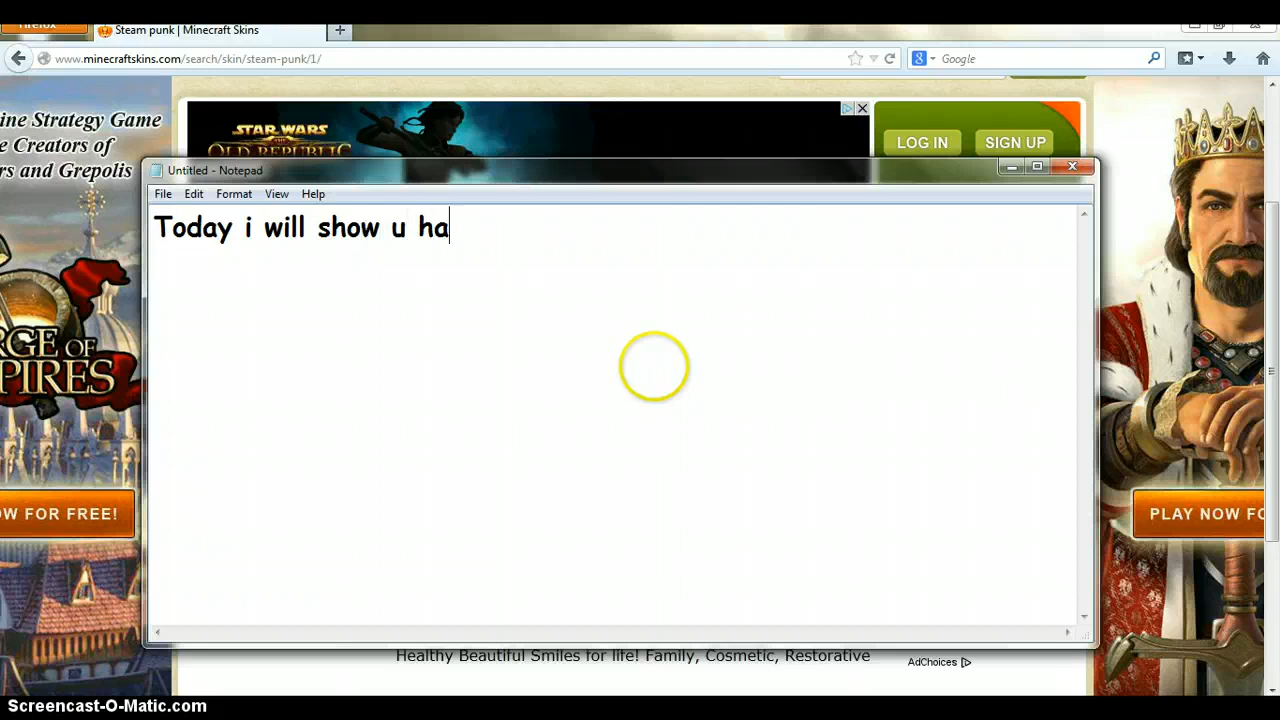 Firefox
Steam punk | Minecraft Skins
www.minecraftskins.com/search/skin/steam-punk/1/
Google
ine Strategy Game
e Creators of
rs and Grepolis
STAR WARS
OLD REPUBLIC
LOG IN
SIGN UP
Untitled - Notepad
File Edit Format View Help
Today i will show u ha
RGE OF
PIRES
OW FOR FREE!
PLAY NOW FO
Healthy Beautiful Smiles for life! Family, Cosmetic, Restorative
AdChoices
Screencast-O-Matic.com